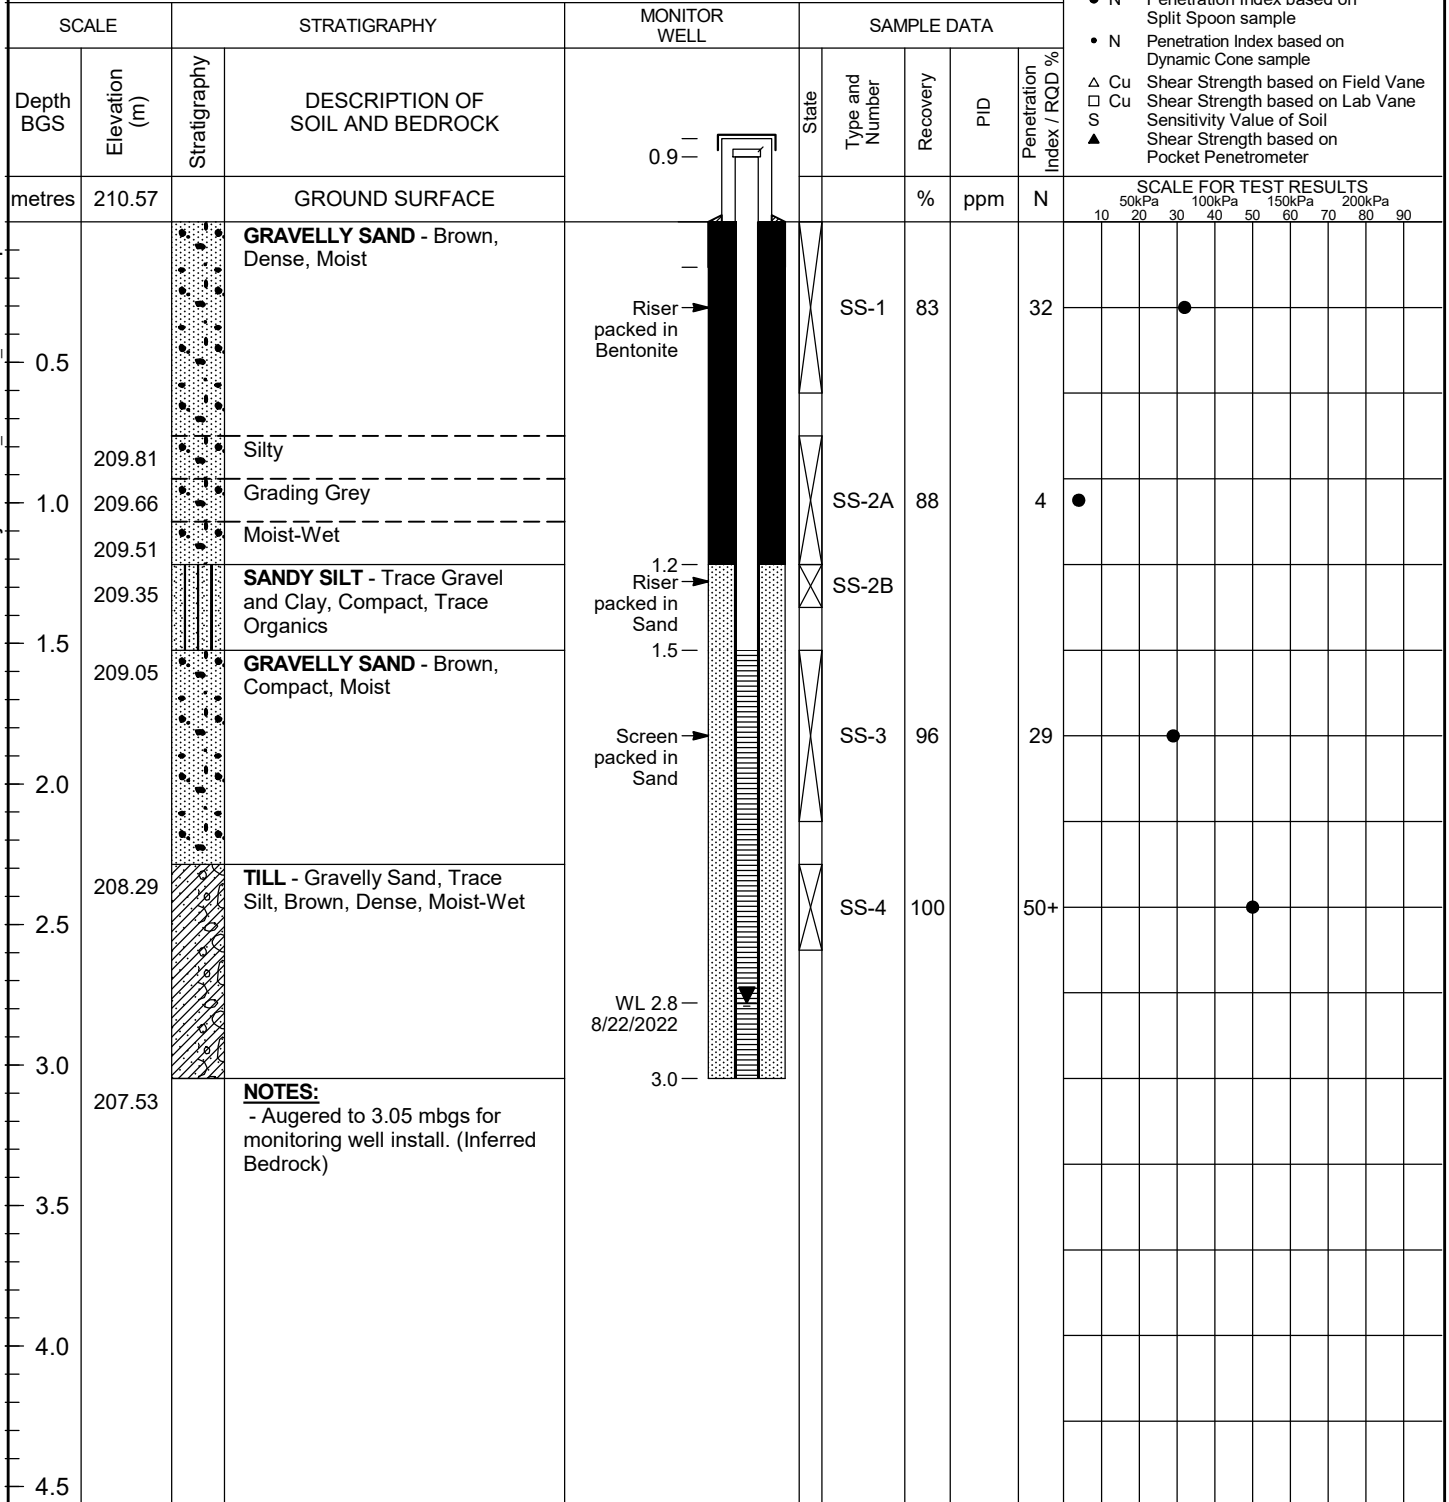 ● N Penetration Index based on
Split Spoon sample
• N Penetration Index based on
Dynamic Cone sample
△ Cu Shear Strength based on Field Vane
□ Cu Shear Strength based on Lab Vane
S Sensitivity Value of Soil
▲ Shear Strength based on
Pocket Penetrometer
SCALE
STRATIGRAPHY
MONITOR
WELL
SAMPLE DATA
Depth
BGS
Elevation
(m)
Stratigraphy
DESCRIPTION OF
SOIL AND BEDROCK
State
Type and
Number
Recovery
PID
Penetration
Index / RQD %
metres
210.57
GROUND SURFACE
%
ppm
N
SCALE FOR TEST RESULTS
50kPa 100kPa 150kPa 200kPa
10 20 30 40 50 60 70 80 90
0.9
GRAVELLY SAND - Brown,
Dense, Moist
Riser
packed in
Bentonite
SS-1 83 32
0.5
209.81 Silty
209.66 Grading Grey
1.0
SS-2A 88 4
209.51 Moist-Wet
1.2
209.35
SANDY SILT - Trace Gravel
and Clay, Compact, Trace
Organics
Riser
packed in
Sand
SS-2B
1.5
1.5
209.05
GRAVELLY SAND - Brown,
Compact, Moist
Screen
packed in
Sand
SS-3 96 29
2.0
208.29
TILL - Gravelly Sand, Trace
Silt, Brown, Dense, Moist-Wet
SS-4 100 50+
2.5
WL 2.8
8/22/2022
3.0
3.0
207.53
NOTES:
- Augered to 3.05 mbgs for
monitoring well install. (Inferred
Bedrock)
3.5
4.0
4.5